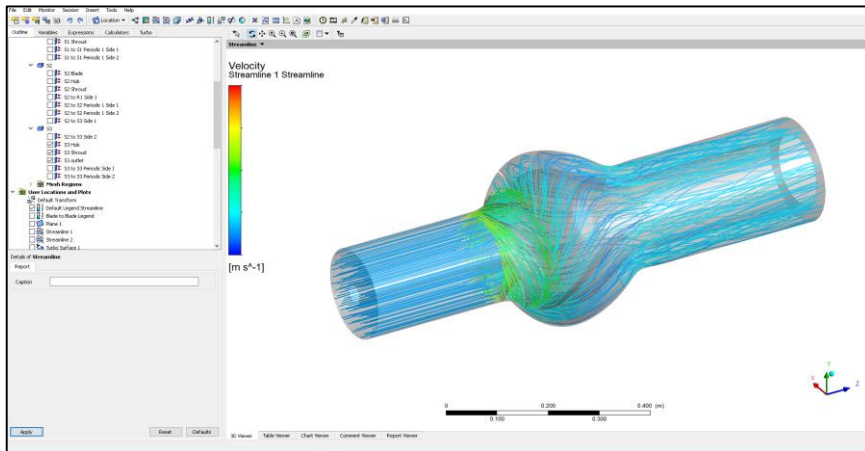 File Edit Monitor Session Insert Tools Help
Location
Outline Variables Expressions Calculators Turbo
S1 Shroud
S1 to S1 Periodic 1 Side 1
S1 to S1 Periodic 1 Side 2
S2
S2 Blade
S2 Hub
S2 Shroud
S2 to R1 Side 1
S2 to S2 Periodic 1 Side 1
S2 to S2 Periodic 1 Side 2
S2 to S3 Side 1
S3
S2 to S3 Side 2
S3 Hub
S3 Shroud
S3 outlet
S3 to S3 Periodic Side 1
S3 to S3 Periodic Side 2
Mesh Regions
User Locations and Plots
Default Transform
Default Legend Streamline
Blade to Blade Legend
Plane 1
Streamline 1
Streamline 2
Turbo Surface 1
Details of Streamline
Report
Caption
Apply Reset Defaults
Streamline
Velocity
Streamline 1 Streamline
[m s^-1]
0 0.200 0.400 (m)
0.100 0.300
X Y Z
3D Viewer Table Viewer Chart Viewer Comment Viewer Report Viewer